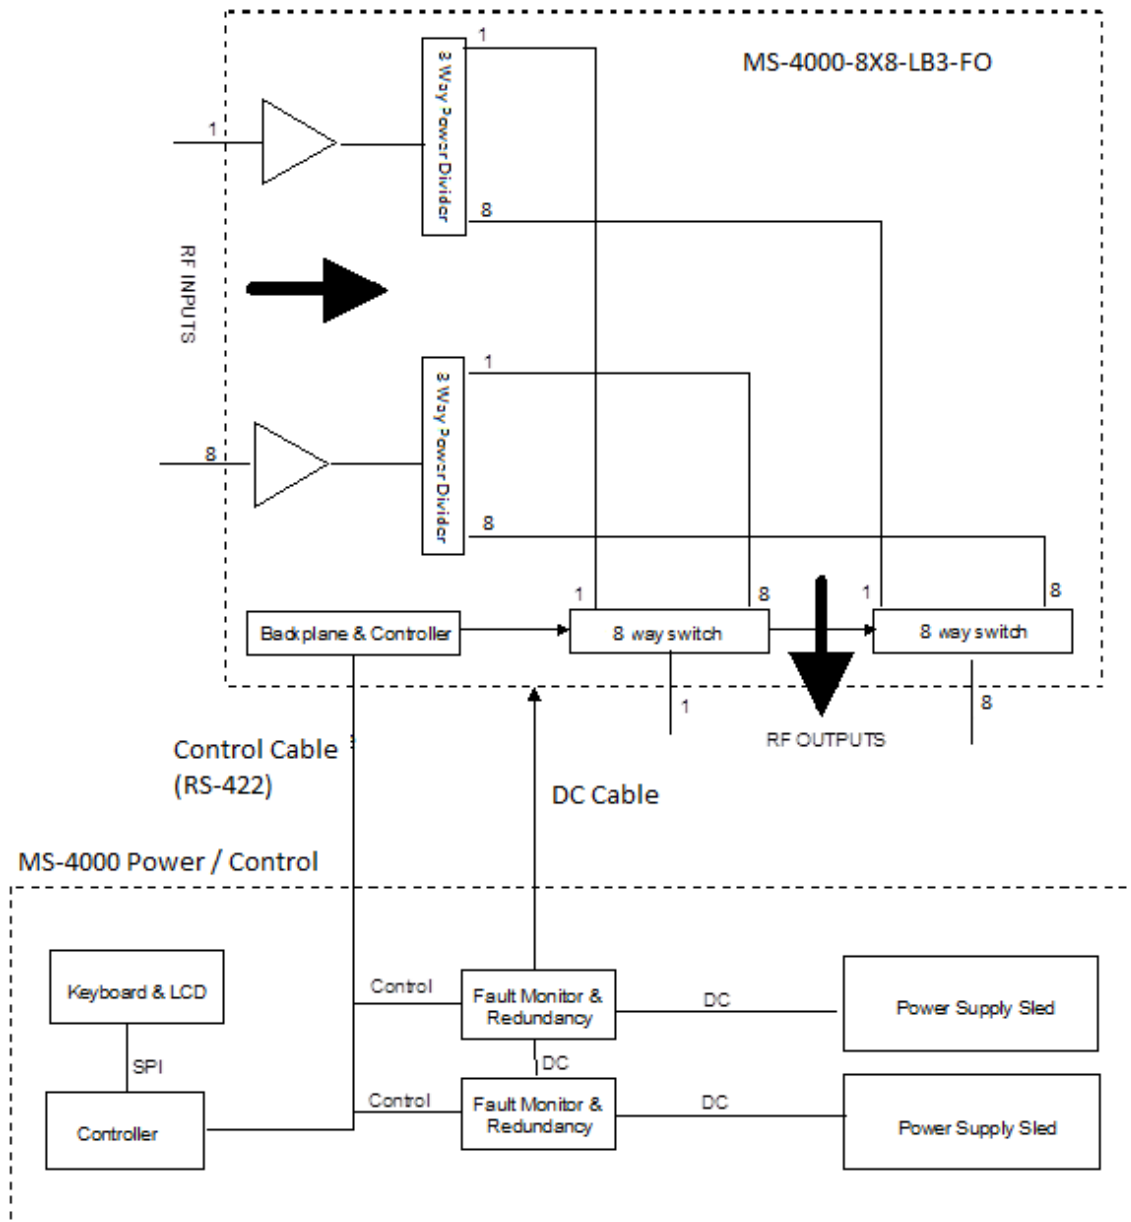 1
MS-4000-8X8-LB3-FO
8 Way Power Divider
1
8
RF INPUTS
1
8 Way Power Divider
8
8
1
8
1
8
Backplane & Controller
8 way switch
8 way switch
1
8
RF OUTPUTS
Control Cable
(RS-422)
DC Cable
MS-4000 Power / Control
Keyboard & LCD
Control
Fault Monitor &
Redundancy
DC
Power Supply Sled
SPI
DC
Controller
Control
Fault Monitor &
Redundancy
DC
Power Supply Sled